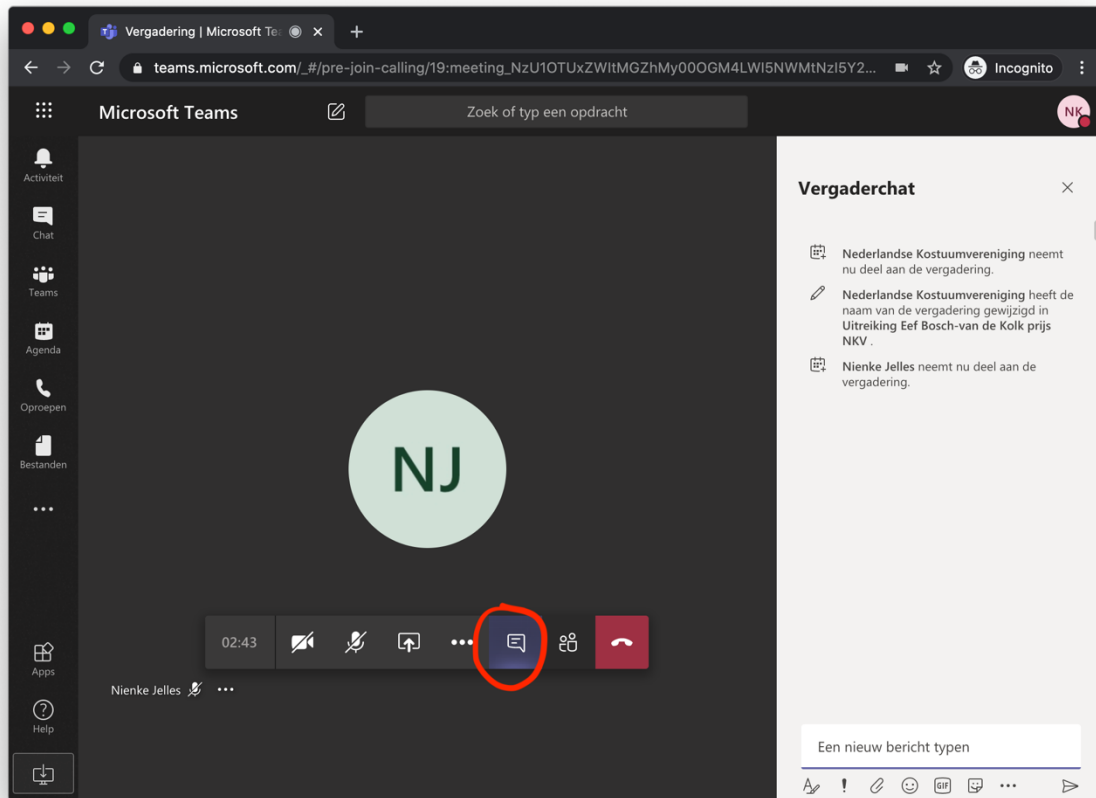 Vergadering | Microsoft Tea
teams.microsoft.com/_#/pre-join-calling/19:meeting_NzU1OTUxZWItMGZhMy00OGM4LWI5NWMtNzI5Y2...
Incognito
Microsoft Teams
Zoek of typ een opdracht
NK
Activiteit
Chat
Teams
Agenda
Oproepen
Bestanden
Apps
Help
NJ
02:43
Nienke Jelles
Vergaderchat
Nederlandse Kostuumvereniging neemt
nu deel aan de vergadering.
Nederlandse Kostuumvereniging heeft de
naam van de vergadering gewijzigd in
Uitreiking Eef Bosch-van de Kolk prijs
NKV .
Nienke Jelles neemt nu deel aan de
vergadering.
Een nieuw bericht typen
GIF